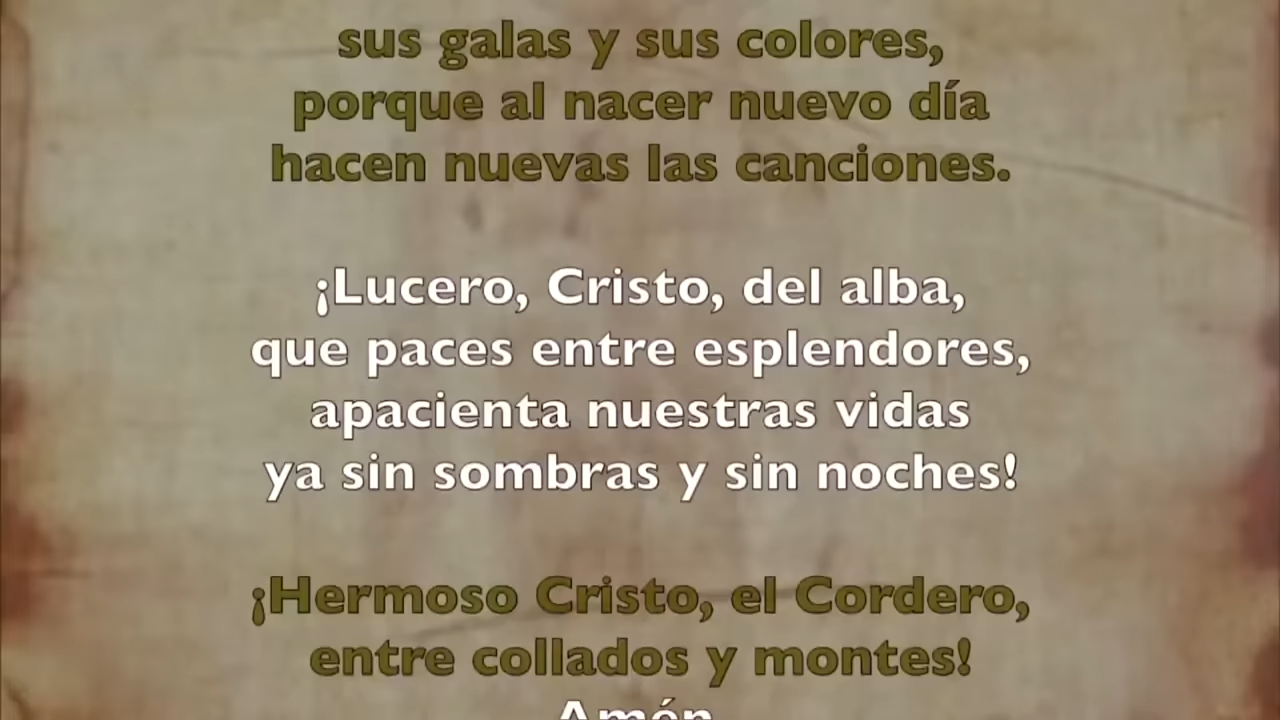 sus galas y sus colores,
porque al nacer nuevo día
hacen nuevas las canciones.
¡Lucero, Cristo, del alba,
que paces entre esplendores,
apacienta nuestras vidas
ya sin sombras y sin noches!
¡Hermoso Cristo, el Cordero,
entre collados y montes!
Amén